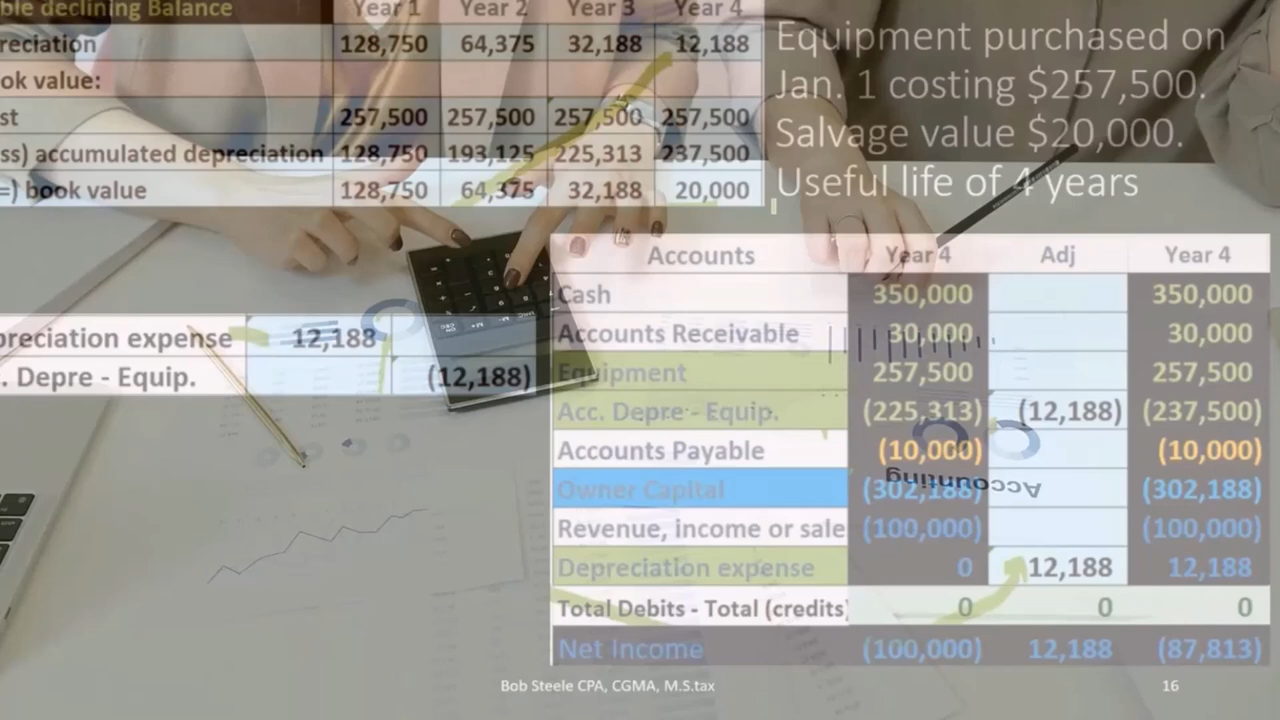 ble declining Balance Year 1 Year 2 Year 3 Year 4
reciation 128,750 64,375 32,188 12,188
ok value:
st 257,500 257,500 257,500 257,500
ss) accumulated depreciation 128,750 193,125 225,313 237,500
=) book value 128,750 64,375 32,188 20,000
Equipment purchased on
Jan. 1 costing $257,500.
Salvage value $20,000.
Useful life of 4 years
preciation expense 12,188
. Depre - Equip. (12,188)
Accounts Year 4 Adj Year 4
Cash 350,000 350,000
Accounts Receivable 30,000 30,000
Equipment 257,500 257,500
Acc. Depre - Equip. (225,313) (12,188) (237,500)
Accounts Payable (10,000) (10,000)
Accounting
Owner Capital (302,188) (302,188)
Revenue, income or sale (100,000) (100,000)
Depreciation expense 0 12,188 12,188
Total Debits - Total (credits) 0 0 0
Net Income (100,000) 12,188 (87,813)
Bob Steele CPA, CGMA, M.S.tax 16